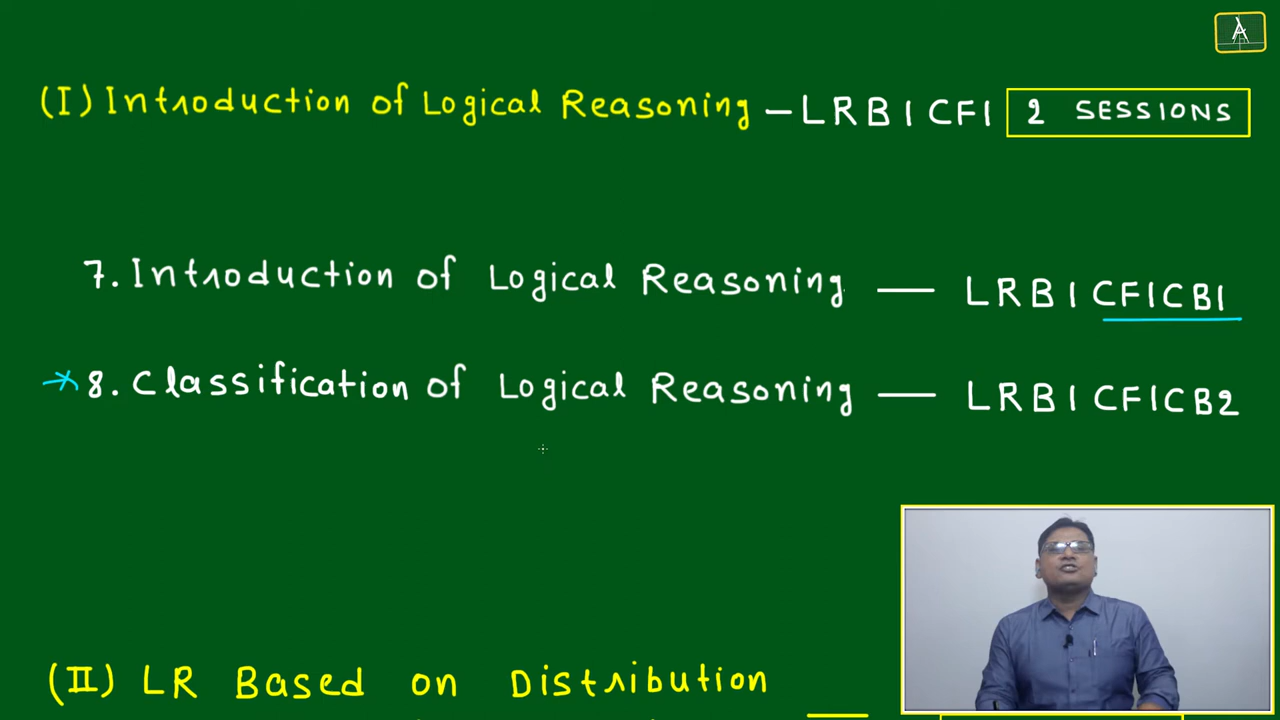 A
(I) Introduction of Logical Reasoning - LRB1CF1 2 SESSIONS
7. Introduction of Logical Reasoning — LRB1CF1CB1
8. Classification of Logical Reasoning — LRB1CF1CB2
(II) LR Based on Distribution